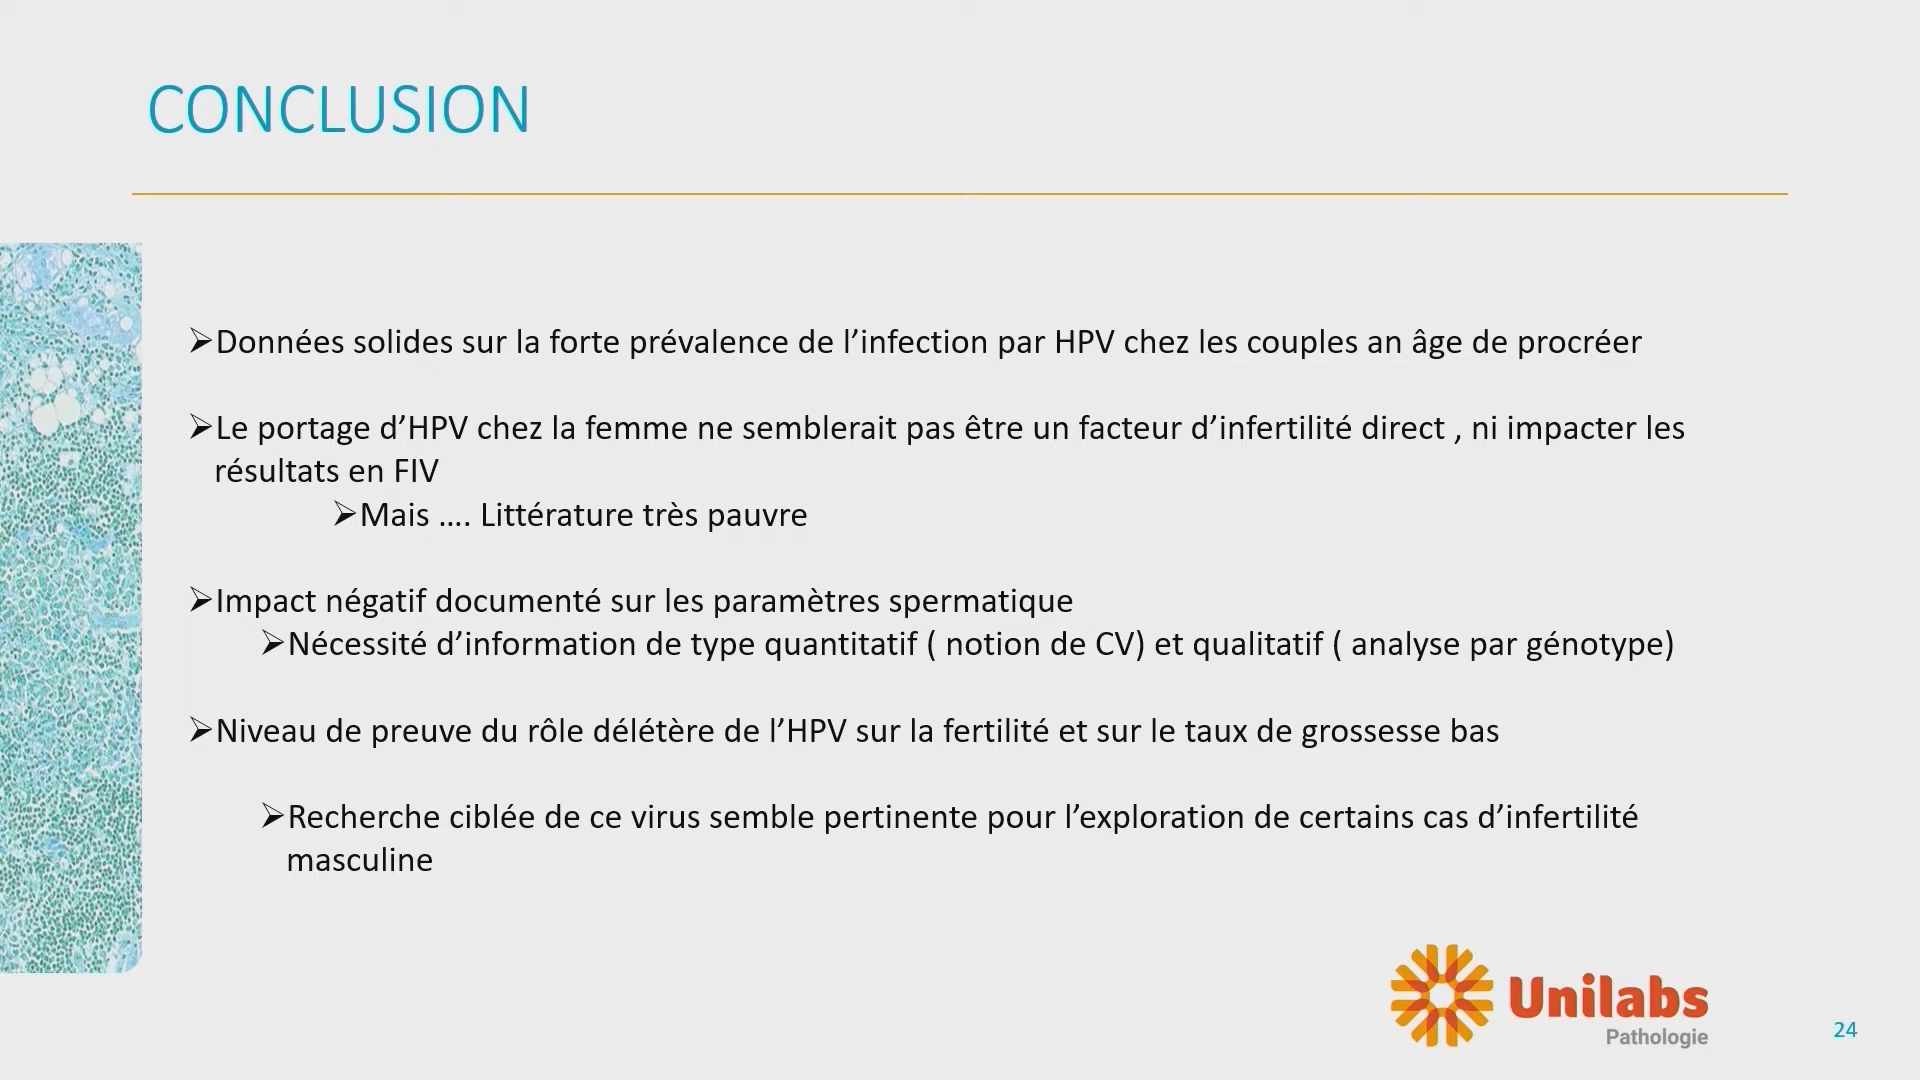 CONCLUSION
➢Données solides sur la forte prévalence de l’infection par HPV chez les couples an âge de procréer
➢Le portage d’HPV chez la femme ne semblerait pas être un facteur d’infertilité direct , ni impacter les
résultats en FIV
➢Mais .... Littérature très pauvre
➢Impact négatif documenté sur les paramètres spermatique
➢Nécessité d’information de type quantitatif ( notion de CV) et qualitatif ( analyse par génotype)
➢Niveau de preuve du rôle délétère de l’HPV sur la fertilité et sur le taux de grossesse bas
➢Recherche ciblée de ce virus semble pertinente pour l’exploration de certains cas d’infertilité
masculine
Unilabs
Pathologie
24